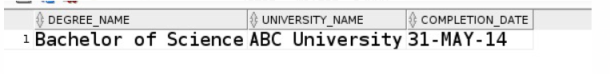 DEGREE_NAME UNIVERSITY_NAME COMPLETION_DATE
1 Bachelor of Science ABC University 31-MAY-14